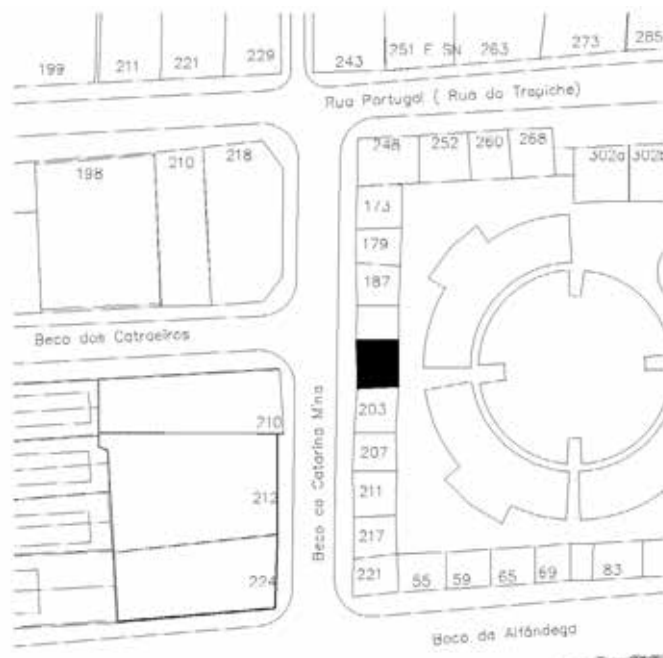 199 211 221 229 243 251 E SN 263 273 285
Rua Portugal ( Rua do Trapiche)
248 252 260 268 302a 302b
198 210 218
173
179
187
Beco dos Catraeiros
203
210
207
Beco da Catarina Mina
212
211
217
224
221 55 59 65 69 83
Beco da Alfândega